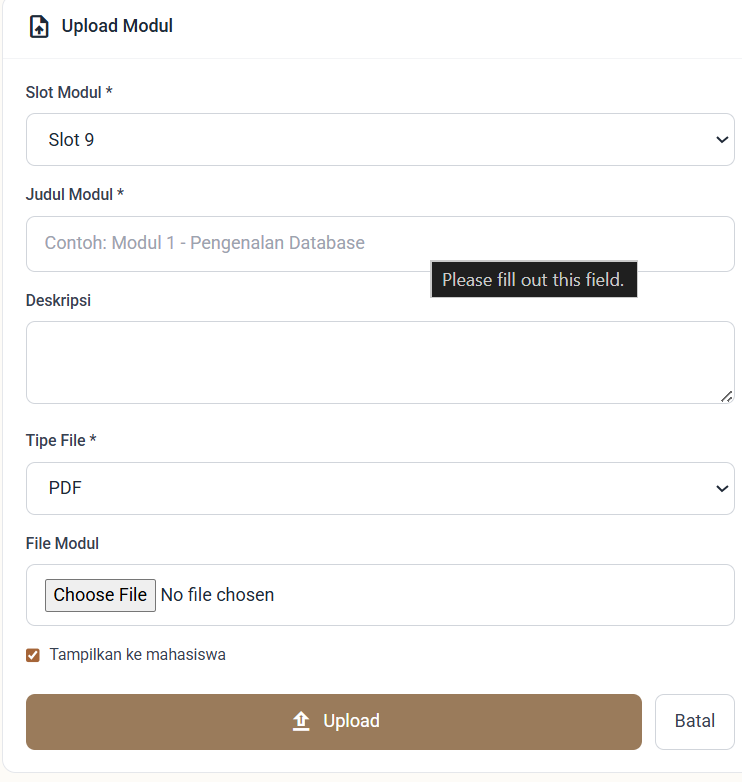 Upload Modul
Slot Modul *
Slot 9
Judul Modul *
Contoh: Modul 1 - Pengenalan Database
Please fill out this field.
Deskripsi
Tipe File *
PDF
File Modul
Choose File No file chosen
Tampilkan ke mahasiswa
Upload
Batal